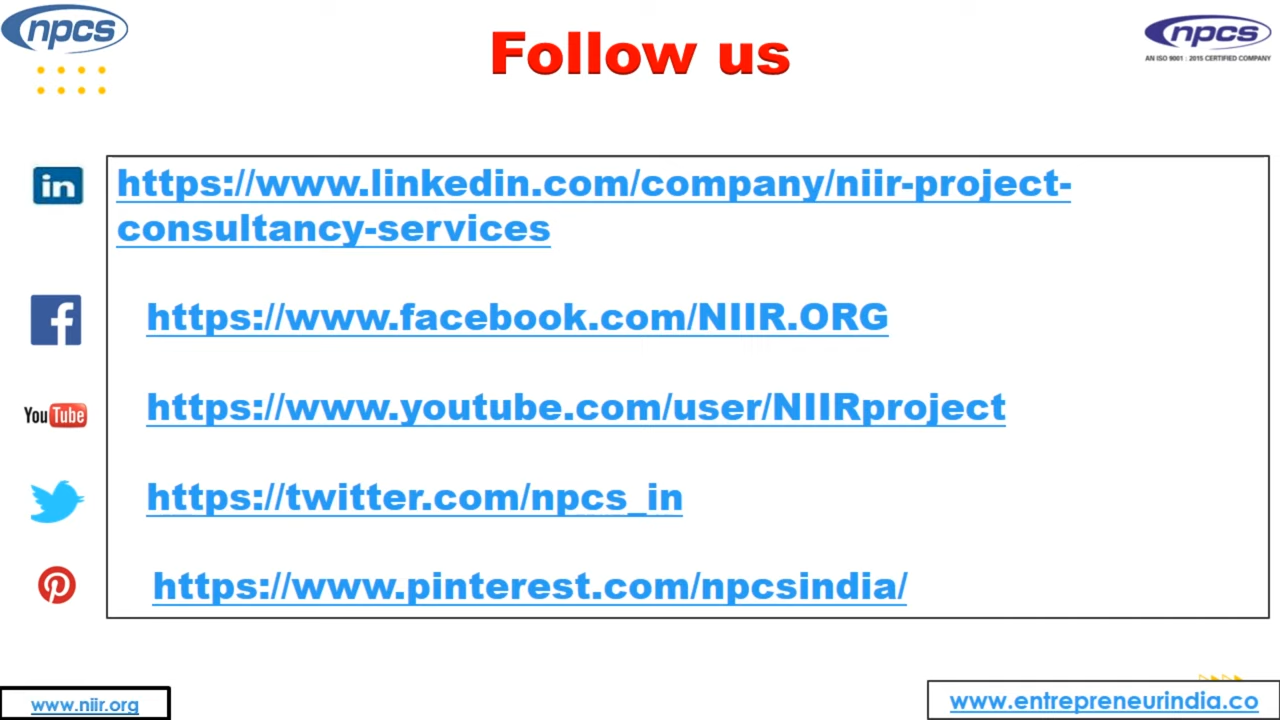 npcs
Follow us
npcs
AN ISO 9001 : 2015 CERTIFIED COMPANY
in
https://www.linkedin.com/company/niir-project-
consultancy-services
f
https://www.facebook.com/NIIR.ORG
YouTube
https://www.youtube.com/user/NIIRproject
https://twitter.com/npcs_in
https://www.pinterest.com/npcsindia/
www.niir.org
www.entrepreneurindia.co